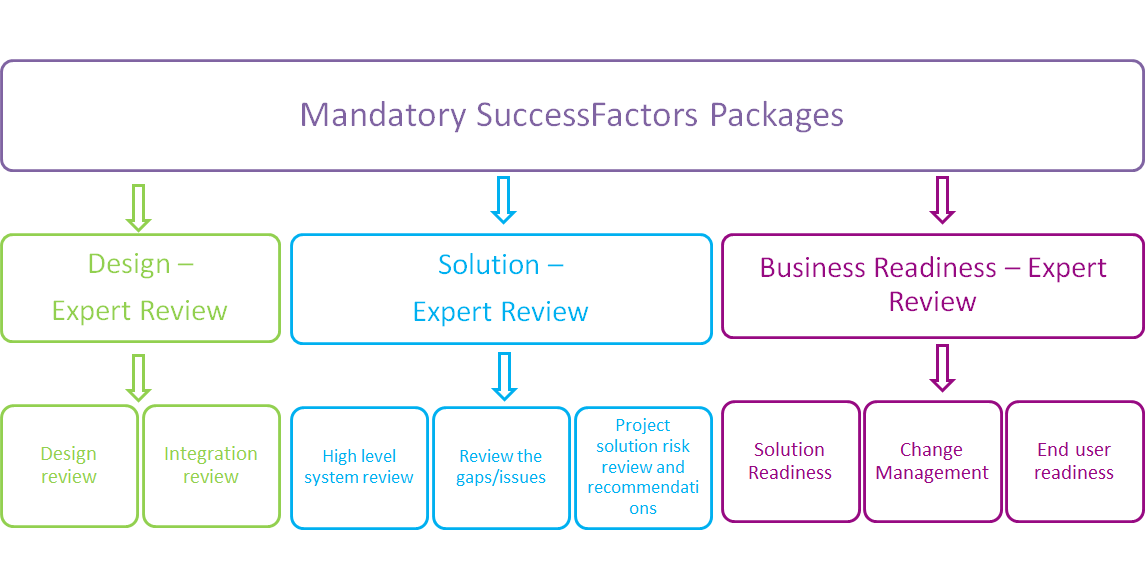 Mandatory SuccessFactors Packages
Design –
Expert Review
Solution –
Expert Review
Business Readiness – Expert
Review
Design
review
Integration
review
High level
system review
Review the
gaps/issues
Project
solution risk
review and
recommendati
ons
Solution
Readiness
Change
Management
End user
readiness